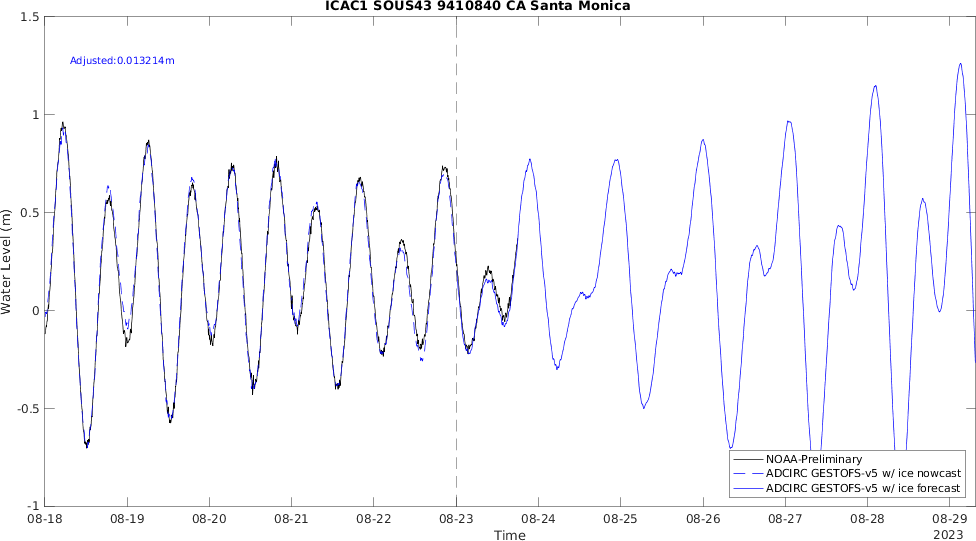 ICAC1 SOUS43 9410840 CA Santa Monica
1.5
Adjusted:0.013214m
1
0.5
0
-0.5
-1
Water Level (m)
NOAA-Preliminary
ADCIRC GESTOFS-v5 w/ ice nowcast
ADCIRC GESTOFS-v5 w/ ice forecast
08-18 08-19 08-20 08-21 08-22 08-23 08-24 08-25 08-26 08-27 08-28 08-29
Time
2023